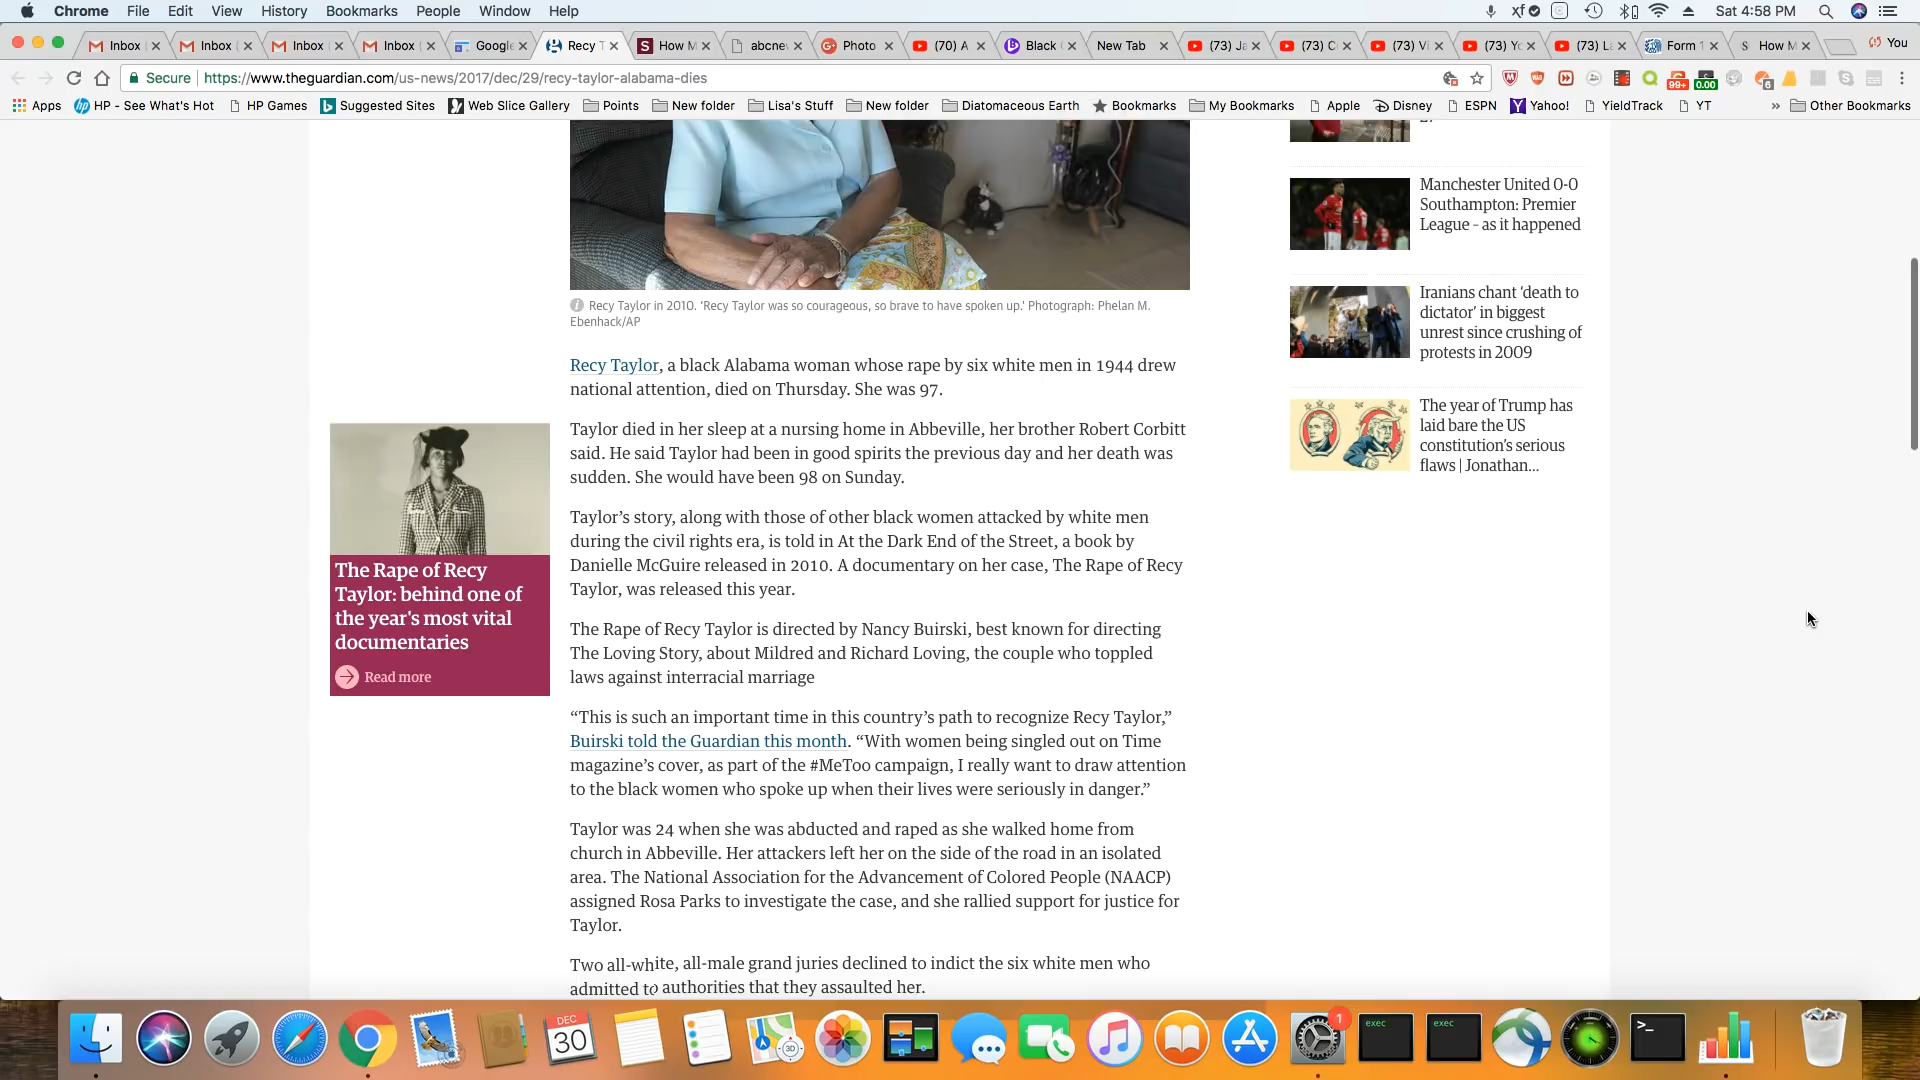 Chrome File Edit View History Bookmarks People Window Help Sat 4:58 PM
Inbox Inbox Inbox Inbox Google Recy T How M abcne Photo (70) A Black New Tab (73) Ja (73) C (73) Vi (73) Yo (73) L Form 1 How M You
Secure https://www.theguardian.com/us-news/2017/dec/29/recy-taylor-alabama-dies 99+ 0.00 6
Apps HP - See What's Hot HP Games Suggested Sites Web Slice Gallery Points New folder Lisa's Stuff New folder Diatomaceous Earth Bookmarks My Bookmarks Apple Disney ESPN Yahoo! YieldTrack YT » Other Bookmarks
Recy Taylor in 2010. 'Recy Taylor was so courageous, so brave to have spoken up.' Photograph: Phelan M.
Ebenhack/AP
Recy Taylor, a black Alabama woman whose rape by six white men in 1944 drew
national attention, died on Thursday. She was 97.
Taylor died in her sleep at a nursing home in Abbeville, her brother Robert Corbitt
said. He said Taylor had been in good spirits the previous day and her death was
sudden. She would have been 98 on Sunday.
Taylor's story, along with those of other black women attacked by white men
during the civil rights era, is told in At the Dark End of the Street, a book by
Danielle McGuire released in 2010. A documentary on her case, The Rape of Recy
Taylor, was released this year.
The Rape of Recy Taylor is directed by Nancy Buirski, best known for directing
The Loving Story, about Mildred and Richard Loving, the couple who toppled
laws against interracial marriage
“This is such an important time in this country's path to recognize Recy Taylor,”
Buirski told the Guardian this month. “With women being singled out on Time
magazine's cover, as part of the #MeToo campaign, I really want to draw attention
to the black women who spoke up when their lives were seriously in danger.”
Taylor was 24 when she was abducted and raped as she walked home from
church in Abbeville. Her attackers left her on the side of the road in an isolated
area. The National Association for the Advancement of Colored People (NAACP)
assigned Rosa Parks to investigate the case, and she rallied support for justice for
Taylor.
Two all-white, all-male grand juries declined to indict the six white men who
admitted to authorities that they assaulted her.
The Rape of Recy
Taylor: behind one of
the year's most vital
documentaries
Read more
Manchester United 0-0
Southampton: Premier
League – as it happened
Iranians chant 'death to
dictator' in biggest
unrest since crushing of
protests in 2009
The year of Trump has
laid bare the US
constitution's serious
flaws | Jonathan...
DEC
30
3D
1
exec
exec
>_